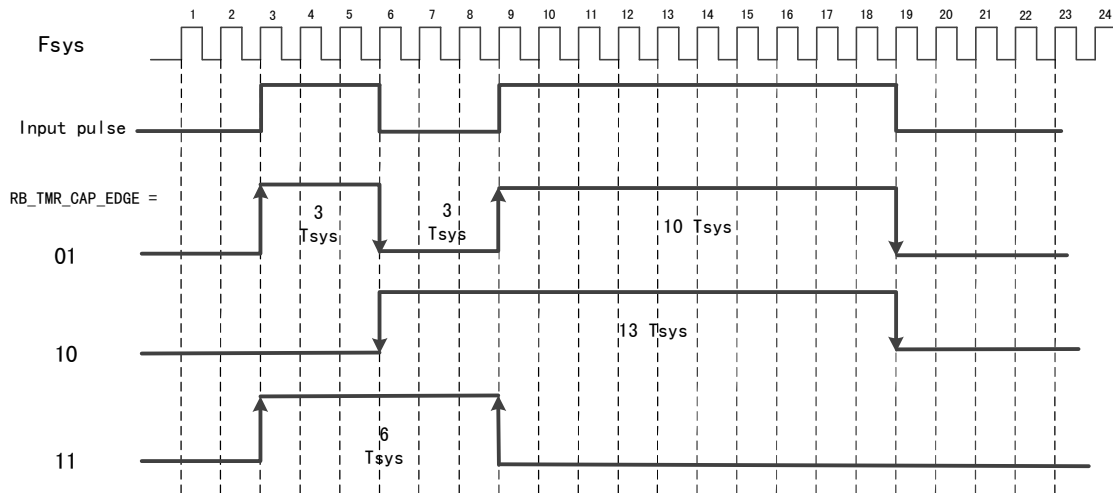 1 2 3 4 5 6 7 8 9 10 11 12 13 14 15 16 17 18 19 20 21 22 23 24
Fsys
Input pulse
RB_TMR_CAP_EDGE =
3
Tsys
3
Tsys
10 Tsys
01
13 Tsys
10
6
Tsys
11